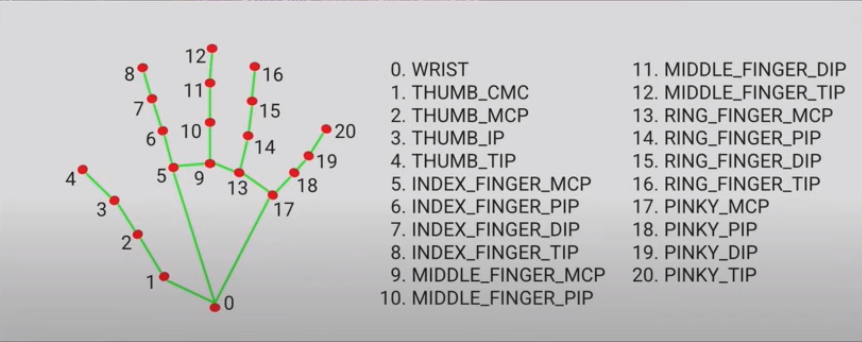 12
8
16
11
7
15
10
6
20
14
19
5
9
13
18
4
17
3
2
1
0
0. WRIST
1. THUMB_CMC
2. THUMB_MCP
3. THUMB_IP
4. THUMB_TIP
5. INDEX_FINGER_MCP
6. INDEX_FINGER_PIP
7. INDEX_FINGER_DIP
8. INDEX_FINGER_TIP
9. MIDDLE_FINGER_MCP
10. MIDDLE_FINGER_PIP
11. MIDDLE_FINGER_DIP
12. MIDDLE_FINGER_TIP
13. RING_FINGER_MCP
14. RING_FINGER_PIP
15. RING_FINGER_DIP
16. RING_FINGER_TIP
17. PINKY_MCP
18. PINKY_PIP
19. PINKY_DIP
20. PINKY_TIP